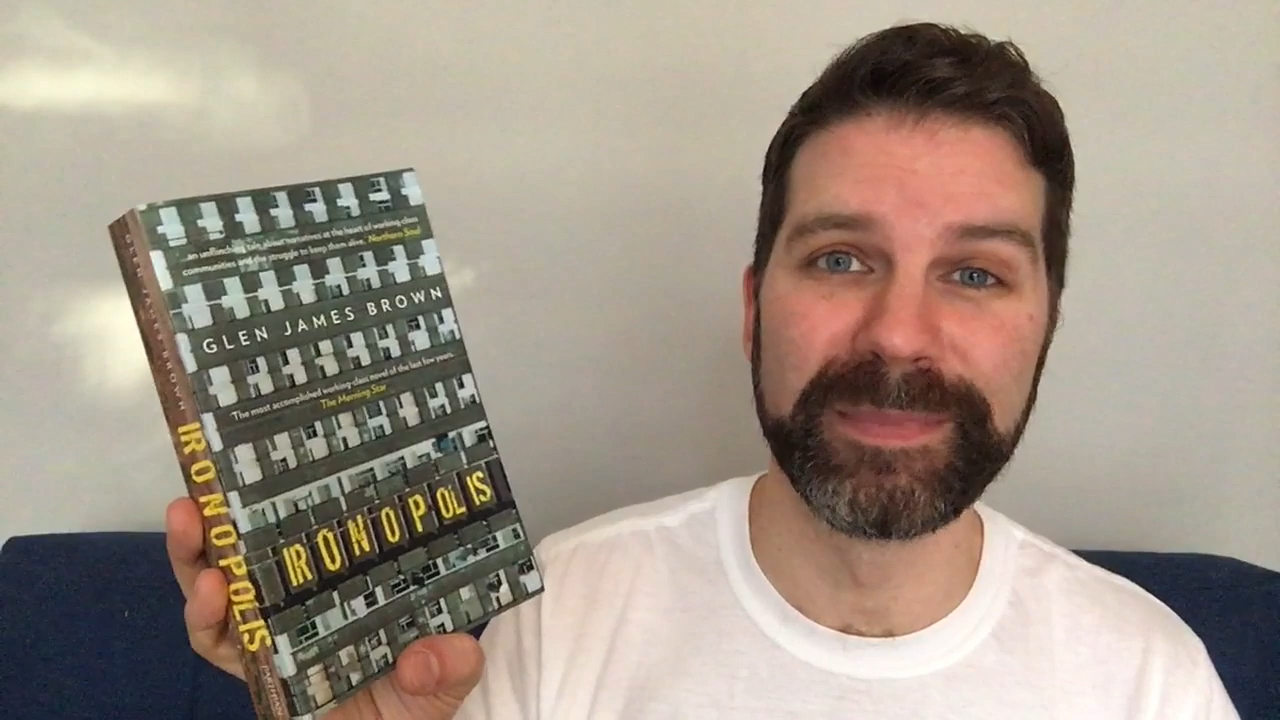 ...an unflinching tale about narratives at the heart of working-class
communities and the struggle to keep them alive.' Northern Soul
GLEN JAMES BROWN
'The most accomplished working-class novel of the last few years.'
The Morning Star
IRONOPOLIS
GLEN JAMES BROWN
IRONOPOLIS
PARTHIAN